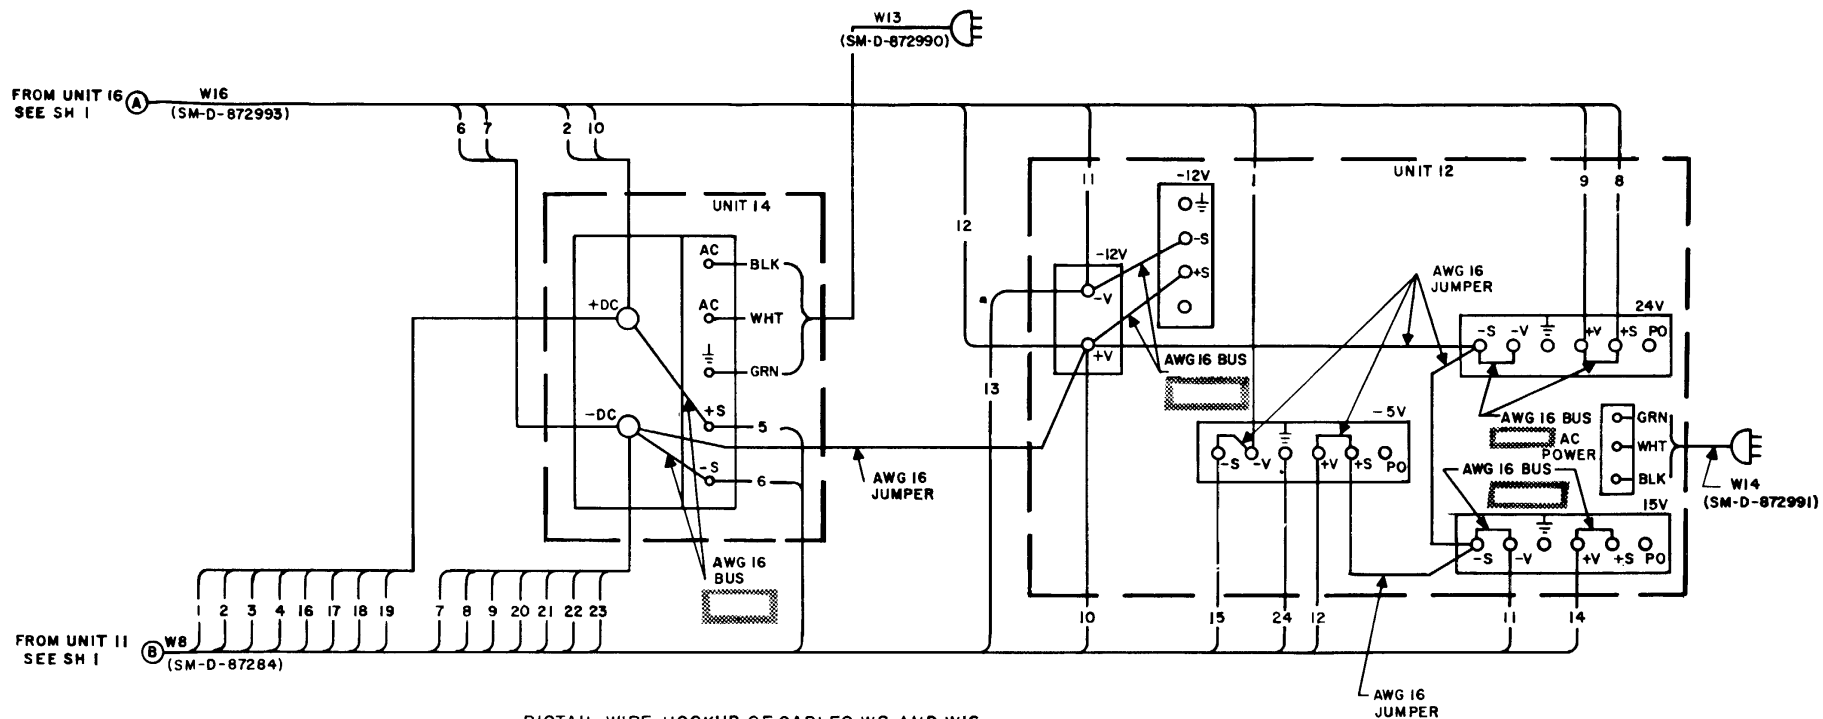 W13
(SM-D-872990)
FROM UNIT 16
SEE SH 1
A
W16
(SM-D-872993)
6 7 2 10
11
1
9 8
UNIT 12
UNIT 14
-12V
-S
+S
12
-12V
-V
+V
AC
BLK
AC
WHT
GRN
+DC
-DC
+S
5
-S
6
AWG 16
JUMPER
24V
-S -V +V +S PO
AWG 16 BUS
13
-5V
-S -V +V +S PO
AWG 16 BUS
AC
POWER
GRN
WHT
BLK
AWG 16 BUS
W14
(SM-D-872991)
15V
-S -V +V +S PO
AWG 16
JUMPER
AWG 16
BUS
1 2 3 4 16 17 18 19 7 8 9 20 21 22 23
10 15 24 12 11 14
FROM UNIT 11
SEE SH 1
B
W8
(SM-D-87284)
AWG 16
JUMPER